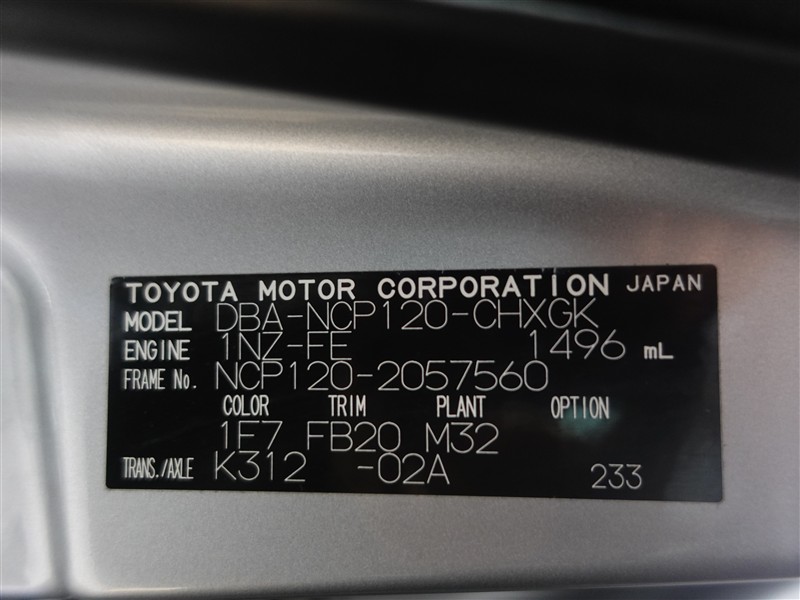 TOYOTA MOTOR CORPORATION JAPAN
MODEL DBA-NCP120-CHXGK
ENGINE 1NZ-FE 1496 mL
FRAME No. NCP120-2057560
COLOR TRIM PLANT OPTION
1F7 FB20 M32
TRANS./AXLE K312 -02A 233